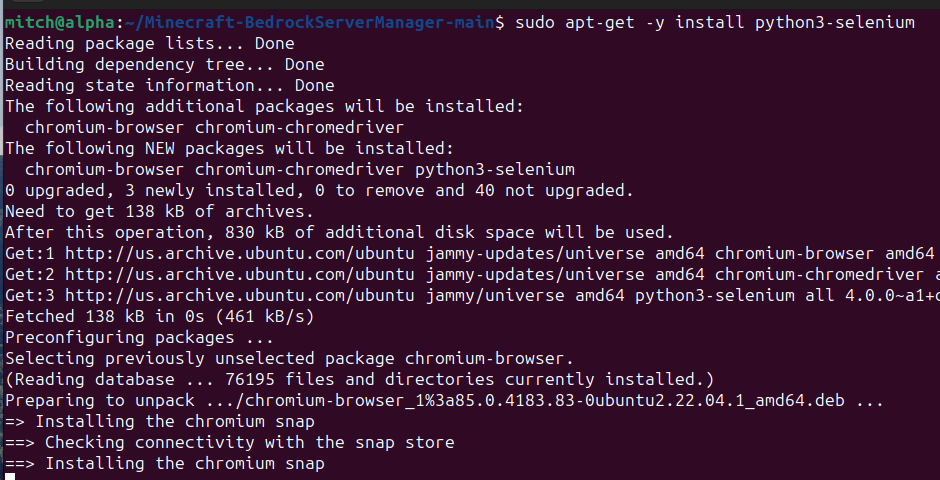 mitch@alpha:~/Minecraft-BedrockServerManager-main$ sudo apt-get -y install python3-selenium
Reading package lists... Done
Building dependency tree... Done
Reading state information... Done
The following additional packages will be installed:
  chromium-browser chromium-chromedriver
The following NEW packages will be installed:
  chromium-browser chromium-chromedriver python3-selenium
0 upgraded, 3 newly installed, 0 to remove and 40 not upgraded.
Need to get 138 kB of archives.
After this operation, 830 kB of additional disk space will be used.
Get:1 http://us.archive.ubuntu.com/ubuntu jammy-updates/universe amd64 chromium-browser amd64
Get:2 http://us.archive.ubuntu.com/ubuntu jammy-updates/universe amd64 chromium-chromedriver a
Get:3 http://us.archive.ubuntu.com/ubuntu jammy/universe amd64 python3-selenium all 4.0.0~a1+d
Fetched 138 kB in 0s (461 kB/s)
Preconfiguring packages ...
Selecting previously unselected package chromium-browser.
(Reading database ... 76195 files and directories currently installed.)
Preparing to unpack .../chromium-browser_1%3a85.0.4183.83-0ubuntu2.22.04.1_amd64.deb ...
=> Installing the chromium snap
==> Checking connectivity with the snap store
==> Installing the chromium snap